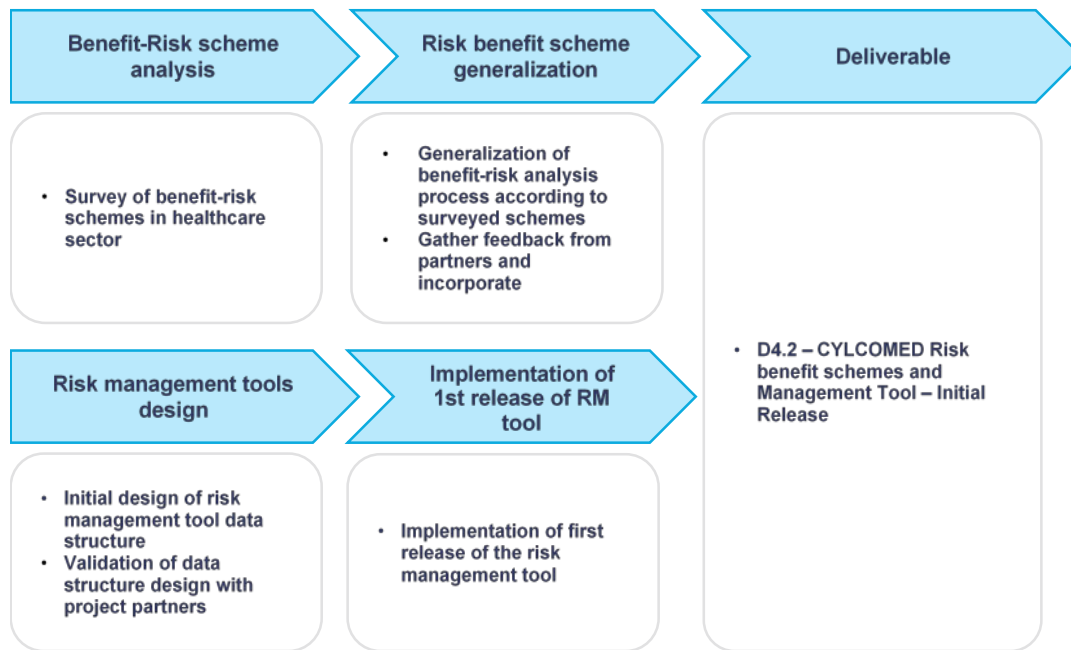 Benefit-Risk scheme
analysis
Risk benefit scheme
generalization
Deliverable
• Survey of benefit-risk
schemes in healthcare
sector
• Generalization of
benefit-risk analysis
process according to
surveyed schemes
• Gather feedback from
partners and
incorporate
Risk management tools
design
Implementation of
1st release of RM
tool
• Initial design of risk
management tool data
structure
• Validation of data
structure design with
project partners
• Implementation of first
release of the risk
management tool
• D4.2 – CYLCOMED Risk
benefit schemes and
Management Tool – Initial
Release